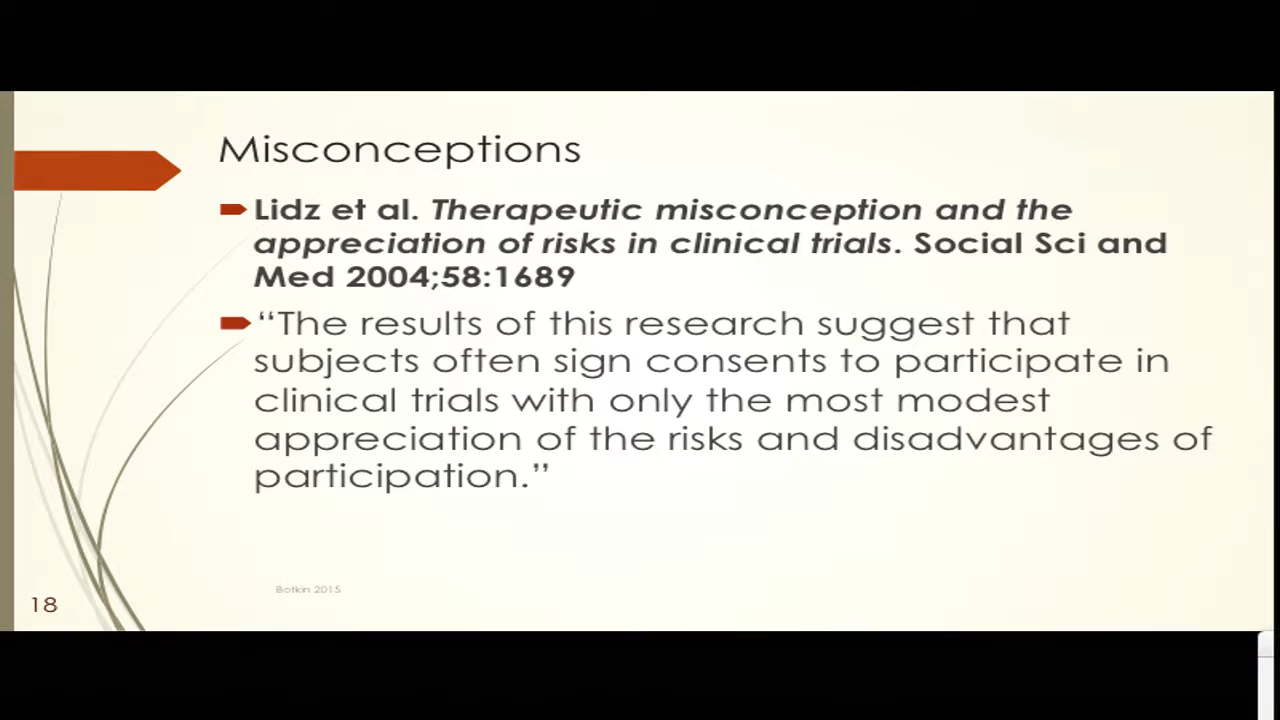 Misconceptions
Lidz et al. Therapeutic misconception and the
appreciation of risks in clinical trials. Social Sci and
Med 2004;58:1689
“The results of this research suggest that
subjects often sign consents to participate in
clinical trials with only the most modest
appreciation of the risks and disadvantages of
participation.”
Botkin 2015
18